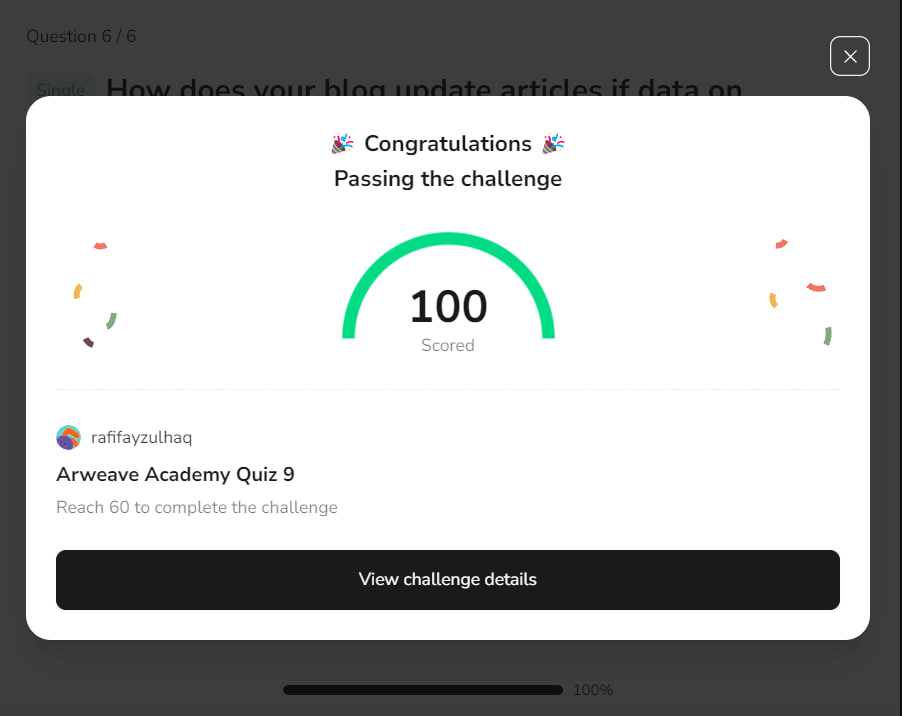 Question 6 / 6
Single How does your blog update articles if data on
Congratulations
Passing the challenge
100
Scored
rafifayzulhaq
Arweave Academy Quiz 9
Reach 60 to complete the challenge
View challenge details
100%